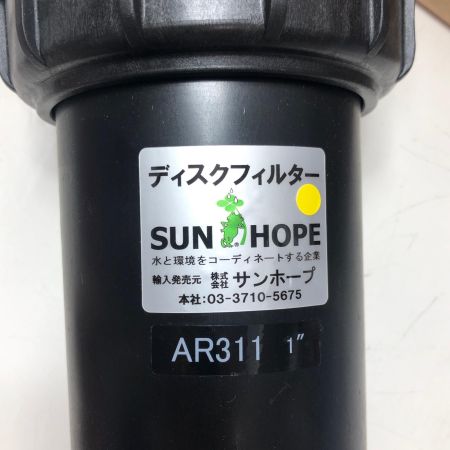 ディスクフィルター
SUN HOPE
水と環境をコーディネートする企業
輸入発売元 株式会社 サンホープ
本社:03-3710-5675
AR311 1"